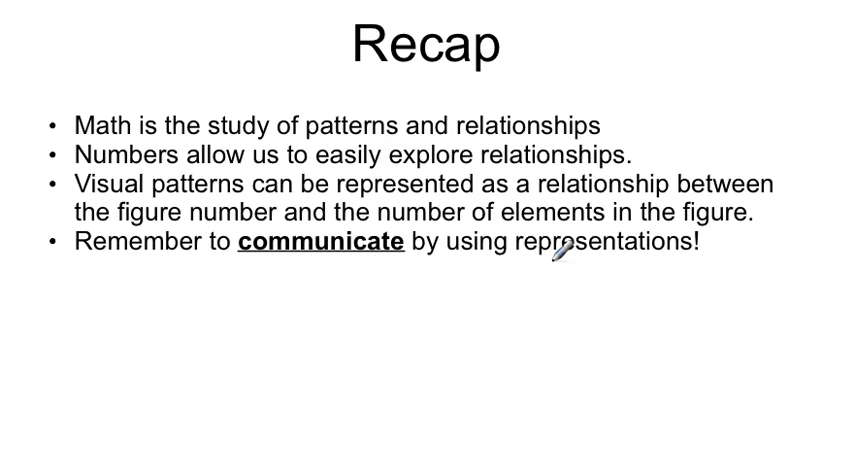 Recap
• Math is the study of patterns and relationships
• Numbers allow us to easily explore relationships.
• Visual patterns can be represented as a relationship between
the figure number and the number of elements in the figure.
• Remember to communicate by using representations!